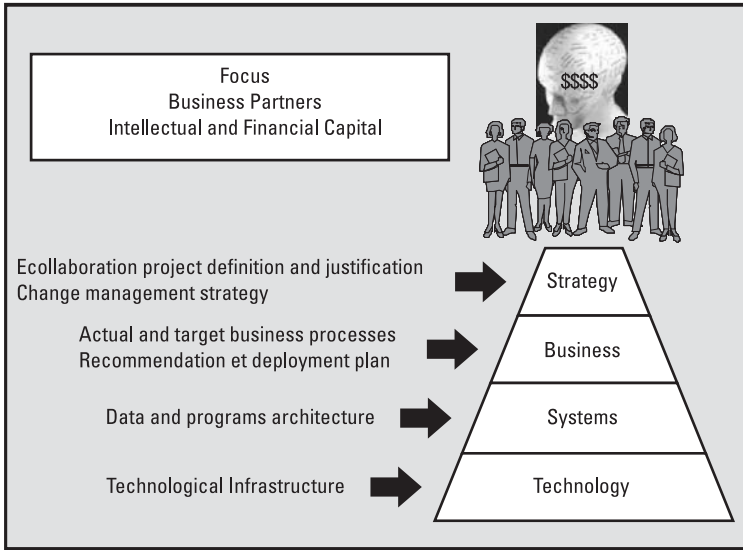 Focus
Business Partners
Intellectual and Financial Capital
$$$$
Ecollaboration project definition and justification
Change management strategy
Strategy
Actual and target business processes
Recommendation et deployment plan
Business
Data and programs architecture
Systems
Technological Infrastructure
Technology